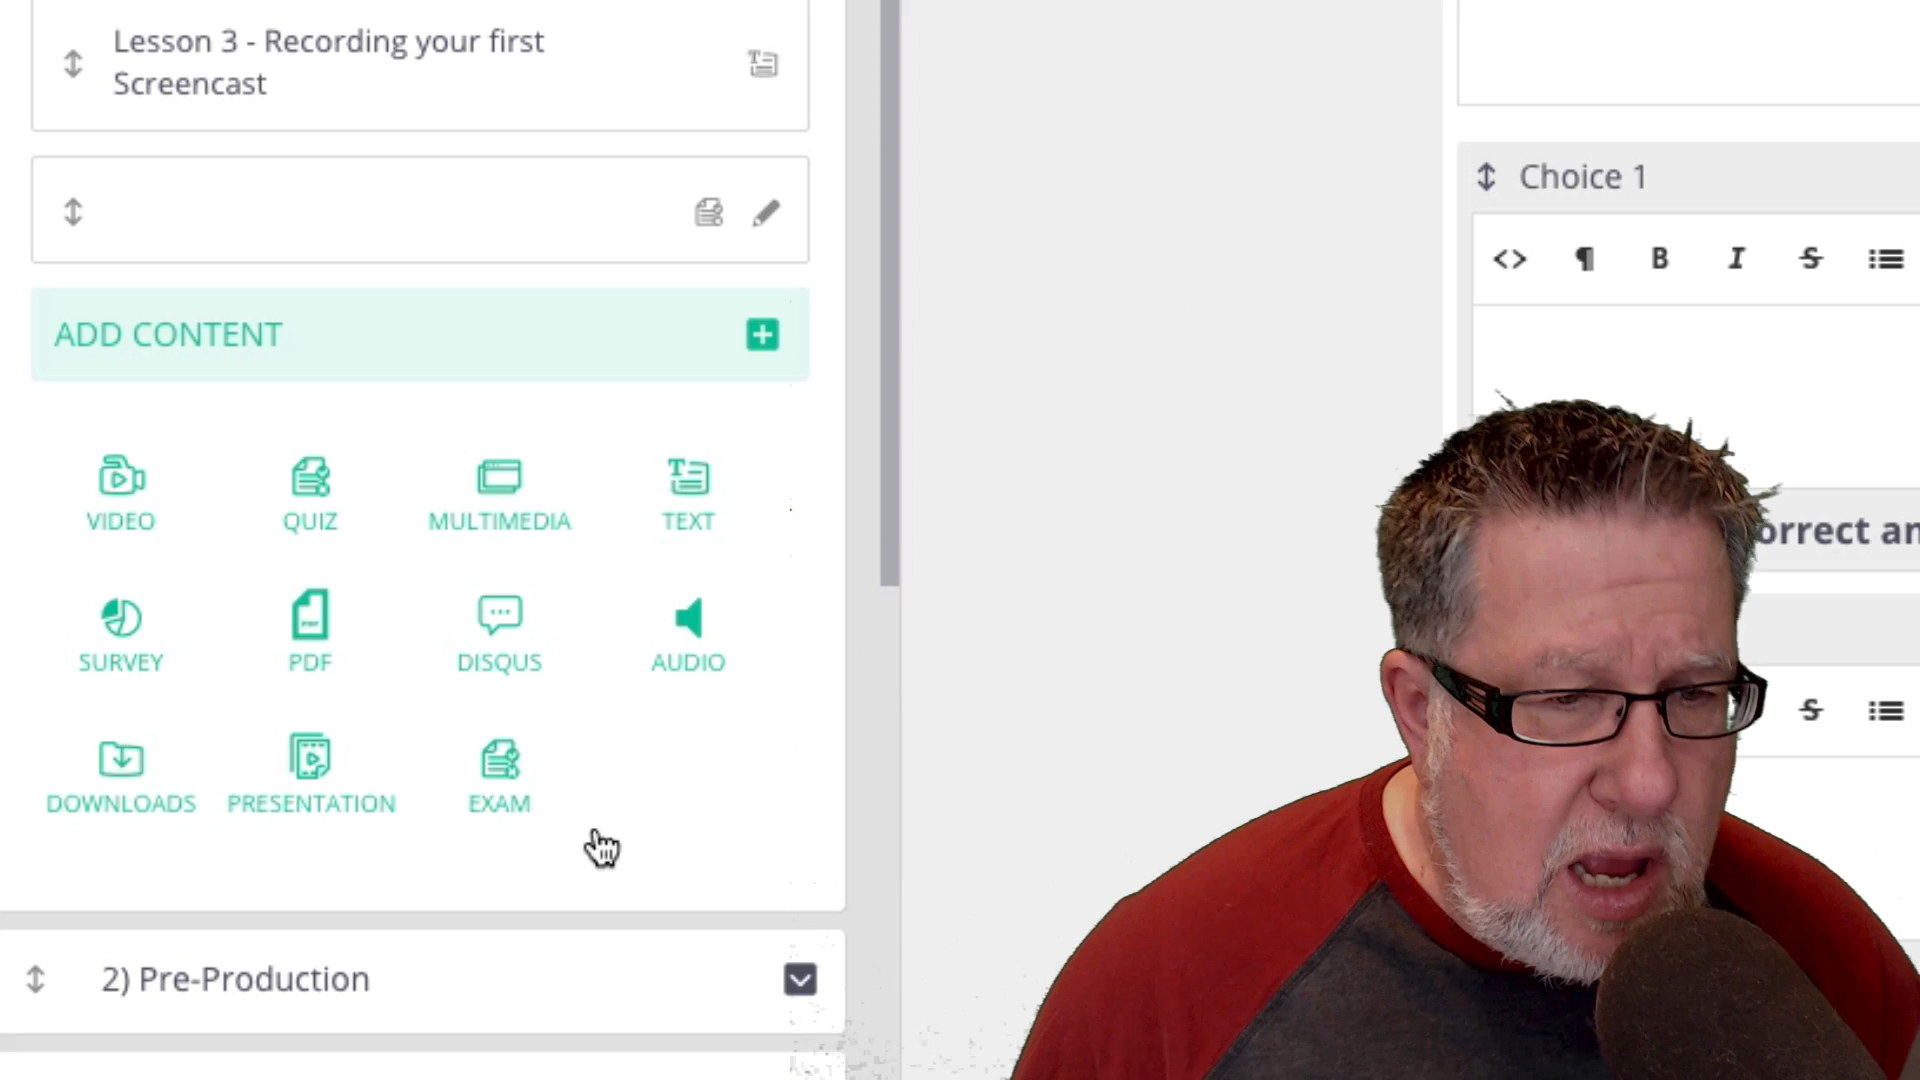 Lesson 3 - Recording your first
Screencast
ADD CONTENT
VIDEO
QUIZ
MULTIMEDIA
TEXT
SURVEY
PDF
DISQUS
AUDIO
DOWNLOADS
PRESENTATION
EXAM
2) Pre-Production
Choice 1
orrect an